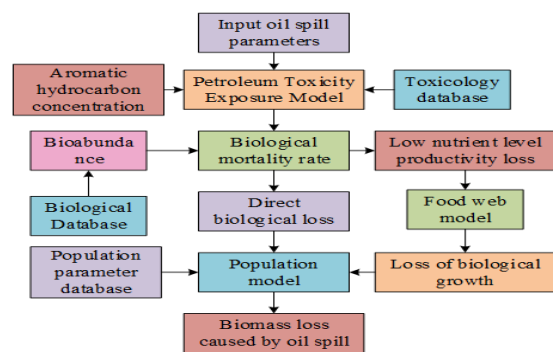 Input oil spill
parameters
Aromatic
hydrocarbon
concentration
Petroleum Toxicity
Exposure Model
Toxicology
database
Bioabunda
nce
Biological
mortality rate
Low nutrient level
productivity loss
Biological
Database
Direct
biological loss
Food web
model
Population
parameter
database
Population
model
Loss of biological
growth
Biomass loss
caused by oil spill